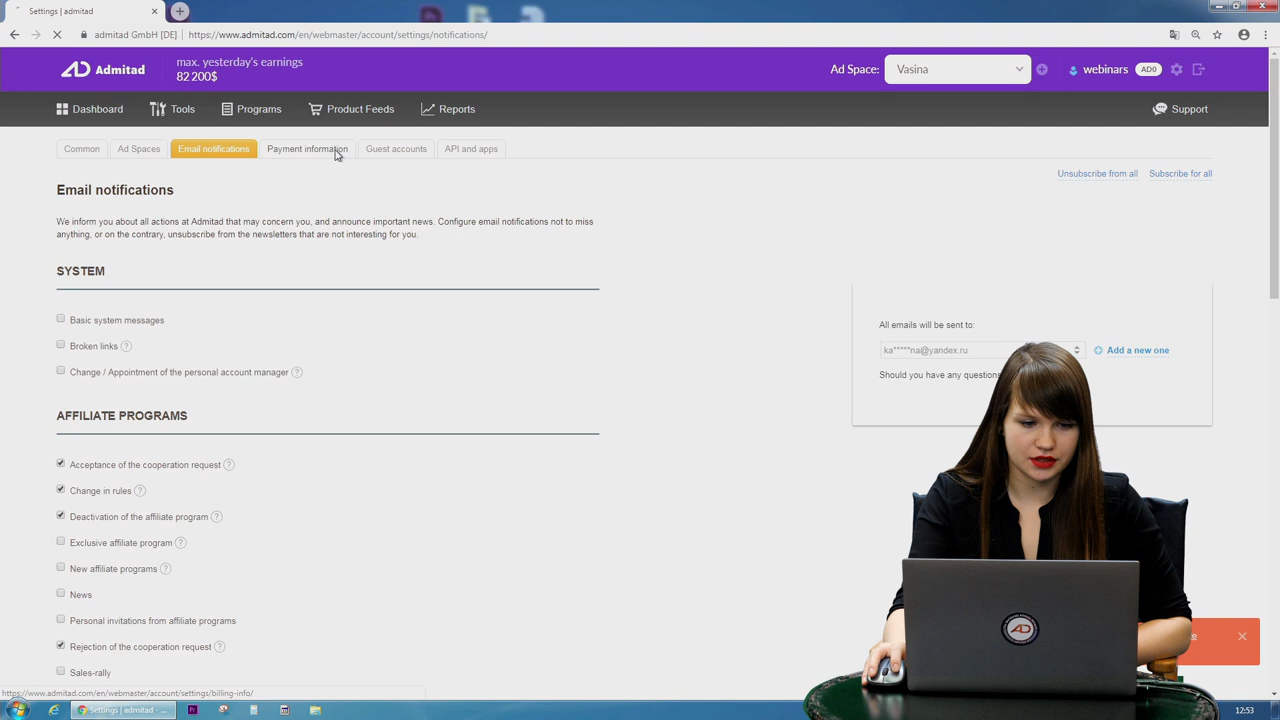 Settings | admitad
admitad GmbH [DE] | https://www.admitad.com/en/webmaster/account/settings/notifications/
Admitad
max. yesterday's earnings
82 200$
Ad Space:
Vasina
webinars
AD0
Dashboard
Tools
Programs
Product Feeds
Reports
Support
Common
Ad Spaces
Email notifications
Payment information
Guest accounts
API and apps
Unsubscribe from all
Subscribe for all
Email notifications
We inform you about all actions at Admitad that may concern you, and announce important news. Configure email notifications not to miss
anything, or on the contrary, unsubscribe from the newsletters that are not interesting for you.
SYSTEM
Basic system messages
Broken links ?
Change / Appointment of the personal account manager ?
All emails will be sent to:
ka*****na@yandex.ru
Add a new one
Should you have any questions
AFFILIATE PROGRAMS
Acceptance of the cooperation request ?
Change in rules ?
Deactivation of the affiliate program ?
Exclusive affiliate program ?
New affiliate programs ?
News
Personal invitations from affiliate programs
Rejection of the cooperation request ?
Sales-rally
https://www.admitad.com/en/webmaster/account/settings/billing-info/
Settings | admitad - ...
12:53